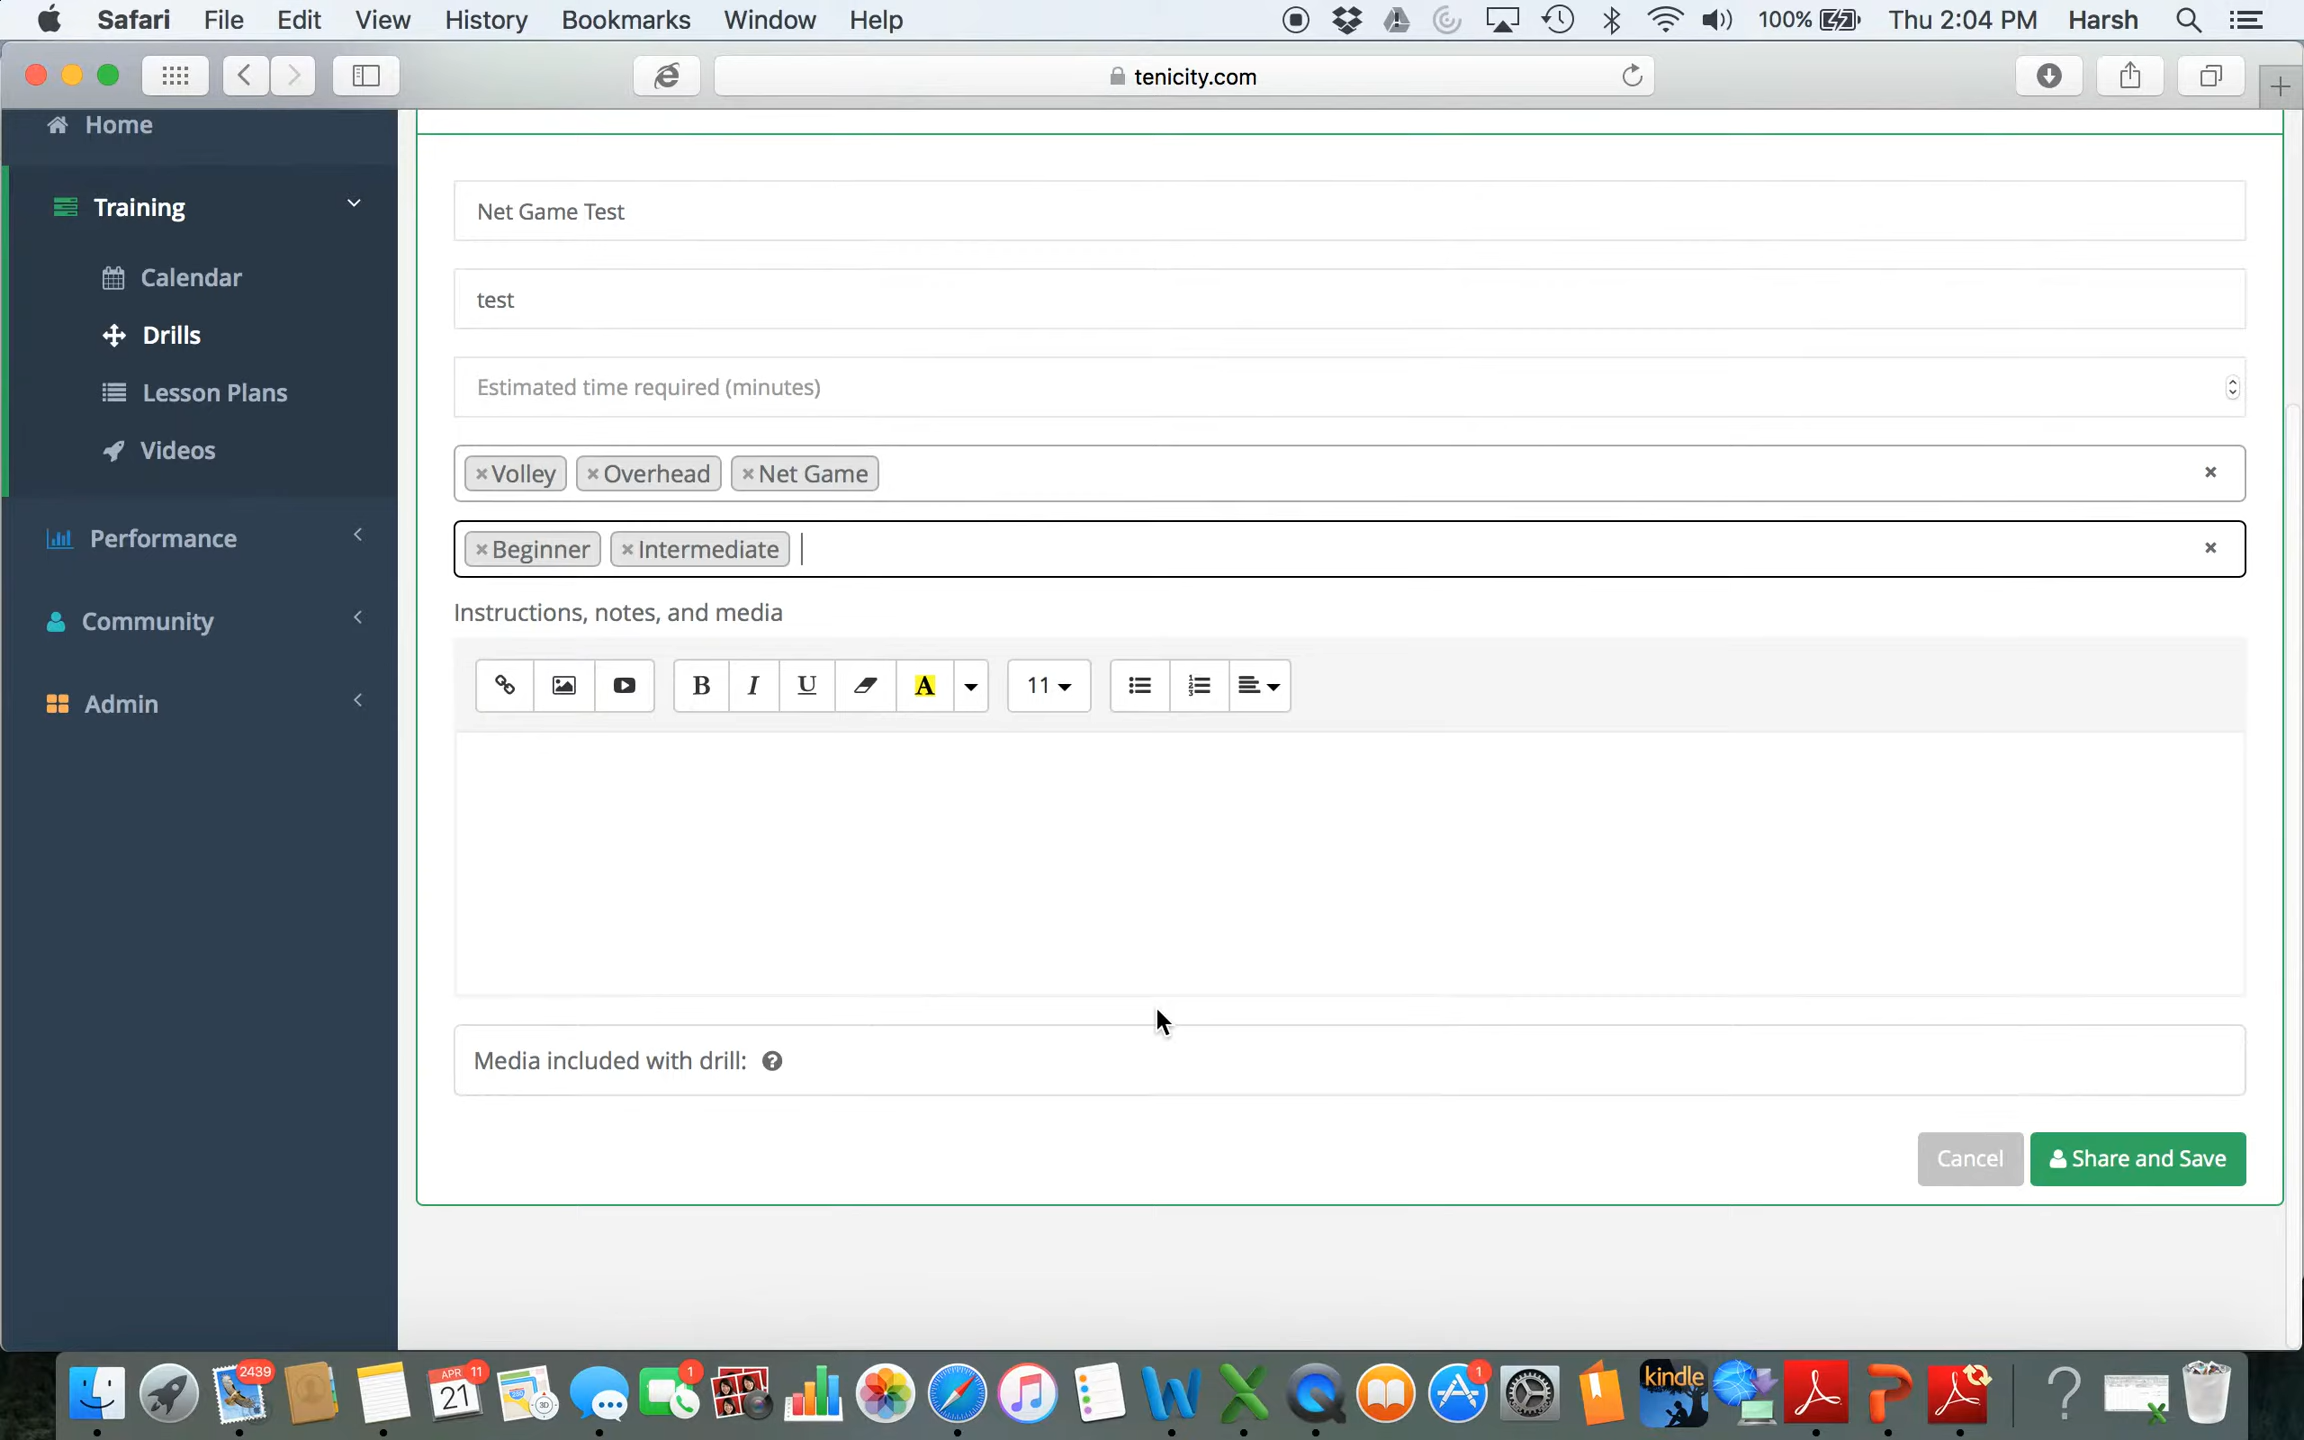 Safari File Edit View History Bookmarks Window Help 100% Thu 2:04 PM Harsh
tenicity.com
Home
Training
Calendar
Drills
Lesson Plans
Videos
Performance
Community
Admin
Net Game Test
test
Estimated time required (minutes)
×Volley ×Overhead ×Net Game ×
×Beginner ×Intermediate ×
Instructions, notes, and media
B I U A 11
Media included with drill: ?
Cancel Share and Save
2439 APR 11 21 3D 1 1 kindle